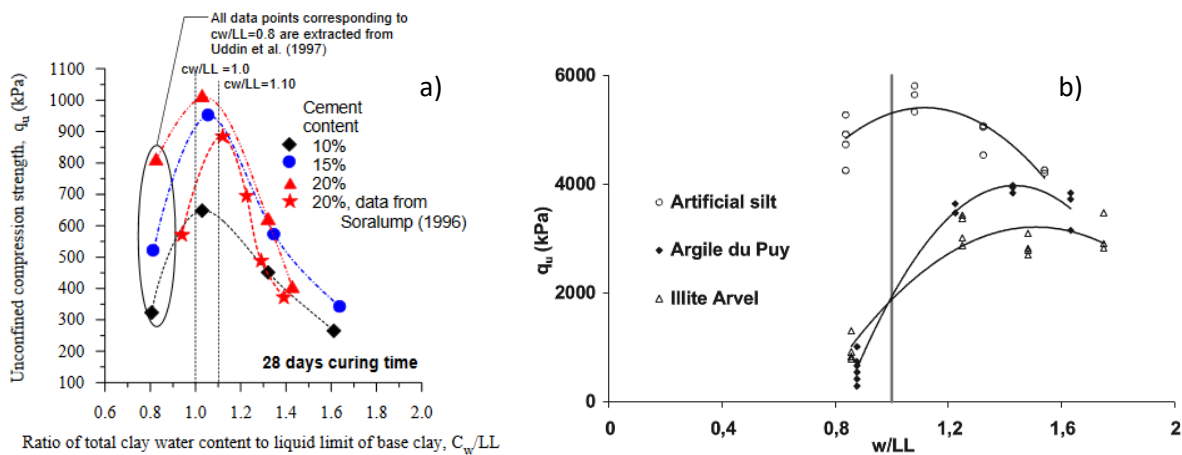 All data points corresponding to
cw/LL=0.8 are extracted from
Uddin et al. (1997)
cw/LL =1.0
cw/LL =1.10
a)
Cement
content
10%
15%
20%
20%, data from
Soralump (1996)
28 days curing time
Unconfined compression strength, qu (kPa)
1100
1000
900
800
700
600
500
400
300
200
100
0.6
0.8
1.0
1.2
1.4
1.6
1.8
2.0
Ratio of total clay water content to liquid limit of base clay, Cw/LL
b)
qu (kPa)
6000
4000
2000
0
Artificial silt
Argile du Puy
Illite Arvel
0
0,4
0,8
1,2
1,6
2
w/LL